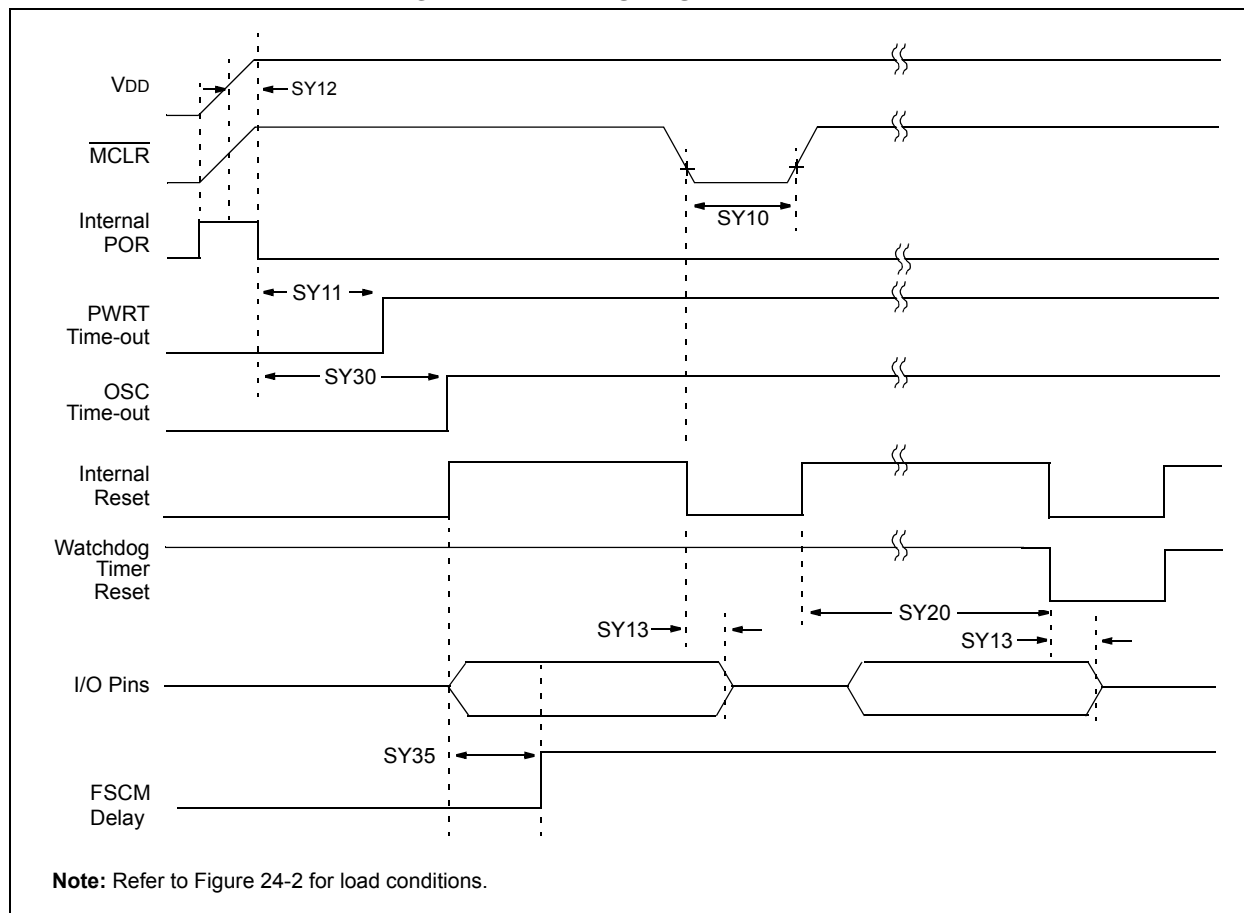 VDD
SY12
MCLR
SY10
Internal
POR
SY11
PWRT
Time-out
SY30
OSC
Time-out
Internal
Reset
Watchdog
Timer
Reset
SY20
SY13
SY13
I/O Pins
SY35
FSCM
Delay
Note: Refer to Figure 24-2 for load conditions.